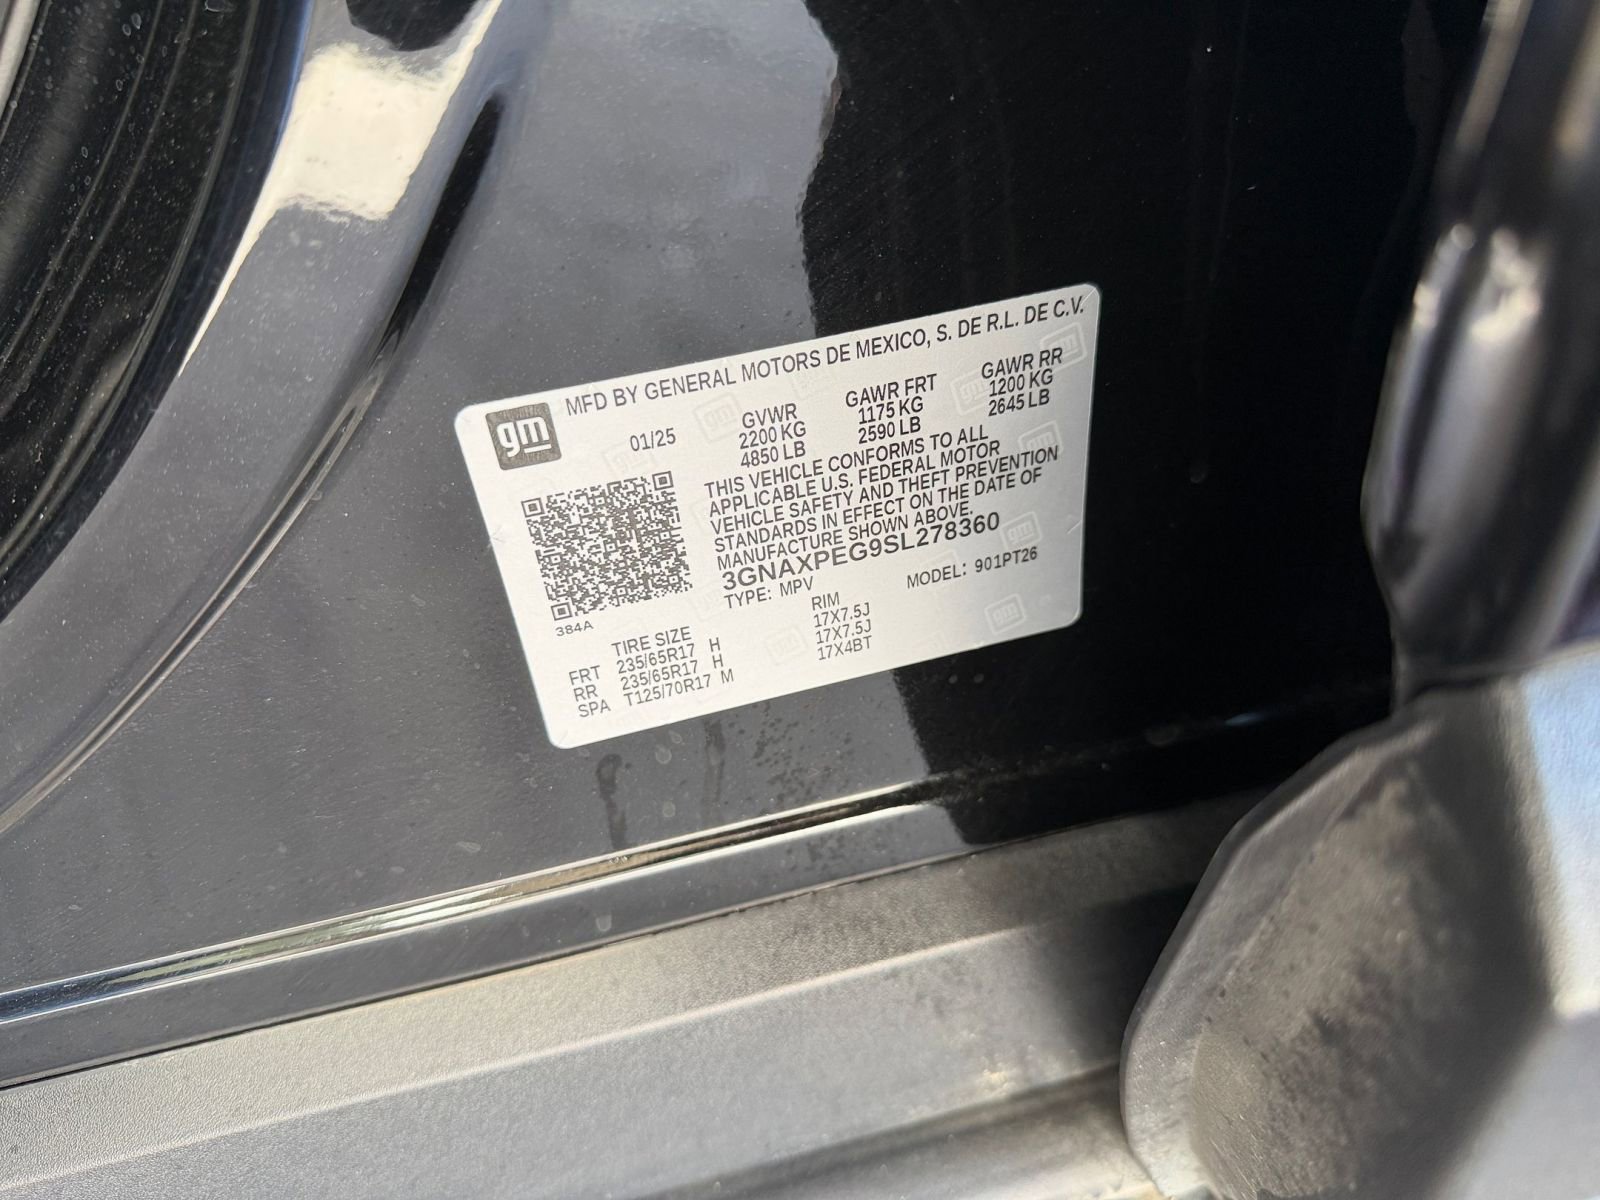 gm
MFD BY GENERAL MOTORS DE MEXICO, S. DE R.L. DE C.V.
01/25
GVWR
2200 KG
4850 LB
GAWR FRT
1175 KG
2590 LB
GAWR RR
1200 KG
2645 LB
THIS VEHICLE CONFORMS TO ALL
APPLICABLE U.S. FEDERAL MOTOR
VEHICLE SAFETY AND THEFT PREVENTION
STANDARDS IN EFFECT ON THE DATE OF
MANUFACTURE SHOWN ABOVE.
3GNAXPEG9SL278360
TYPE: MPV
MODEL: 901PT26
384A
TIRE SIZE RIM
FRT 235/65R17 H 17X7.5J
RR 235/65R17 H 17X7.5J
SPA T125/70R17 M 17X4BT